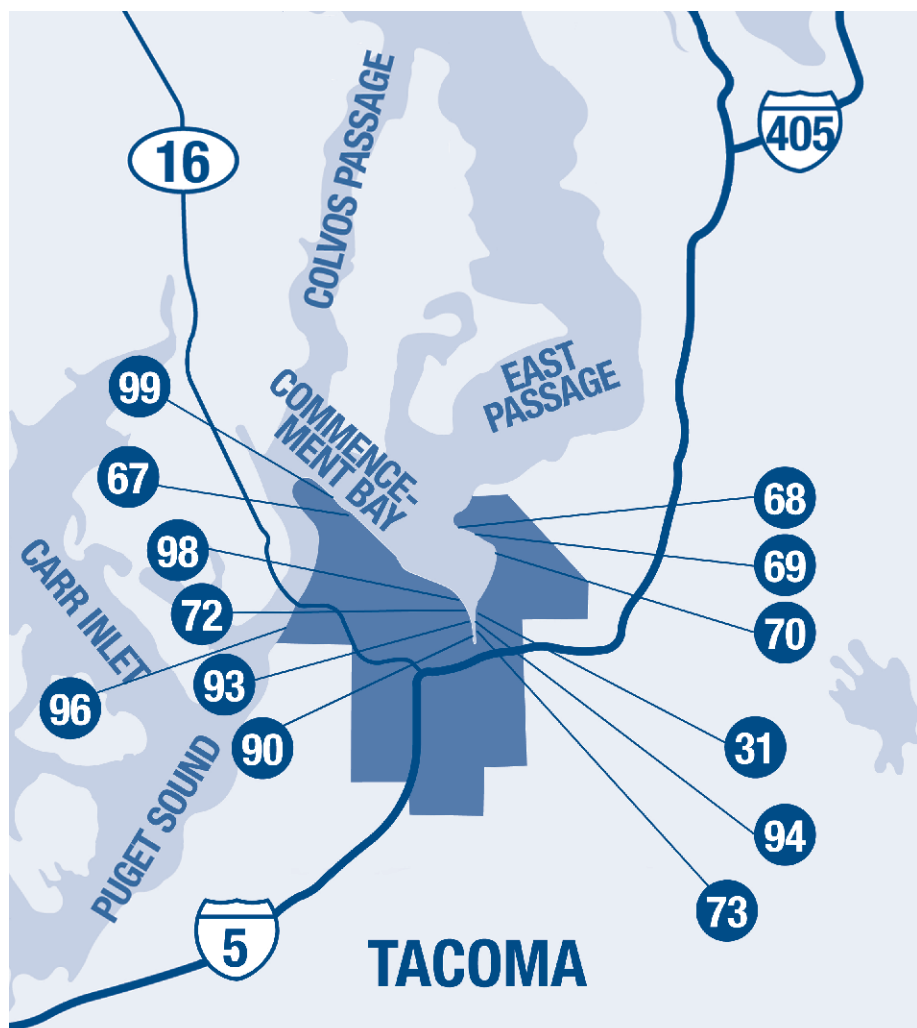 405
16
COLVOS PASSAGE
EAST
PASSAGE
99
COMMENCE-
MENT BAY
67
68
98
69
CARR INLET
72
70
93
96
90
31
PUGET SOUND
94
73
5
TACOMA